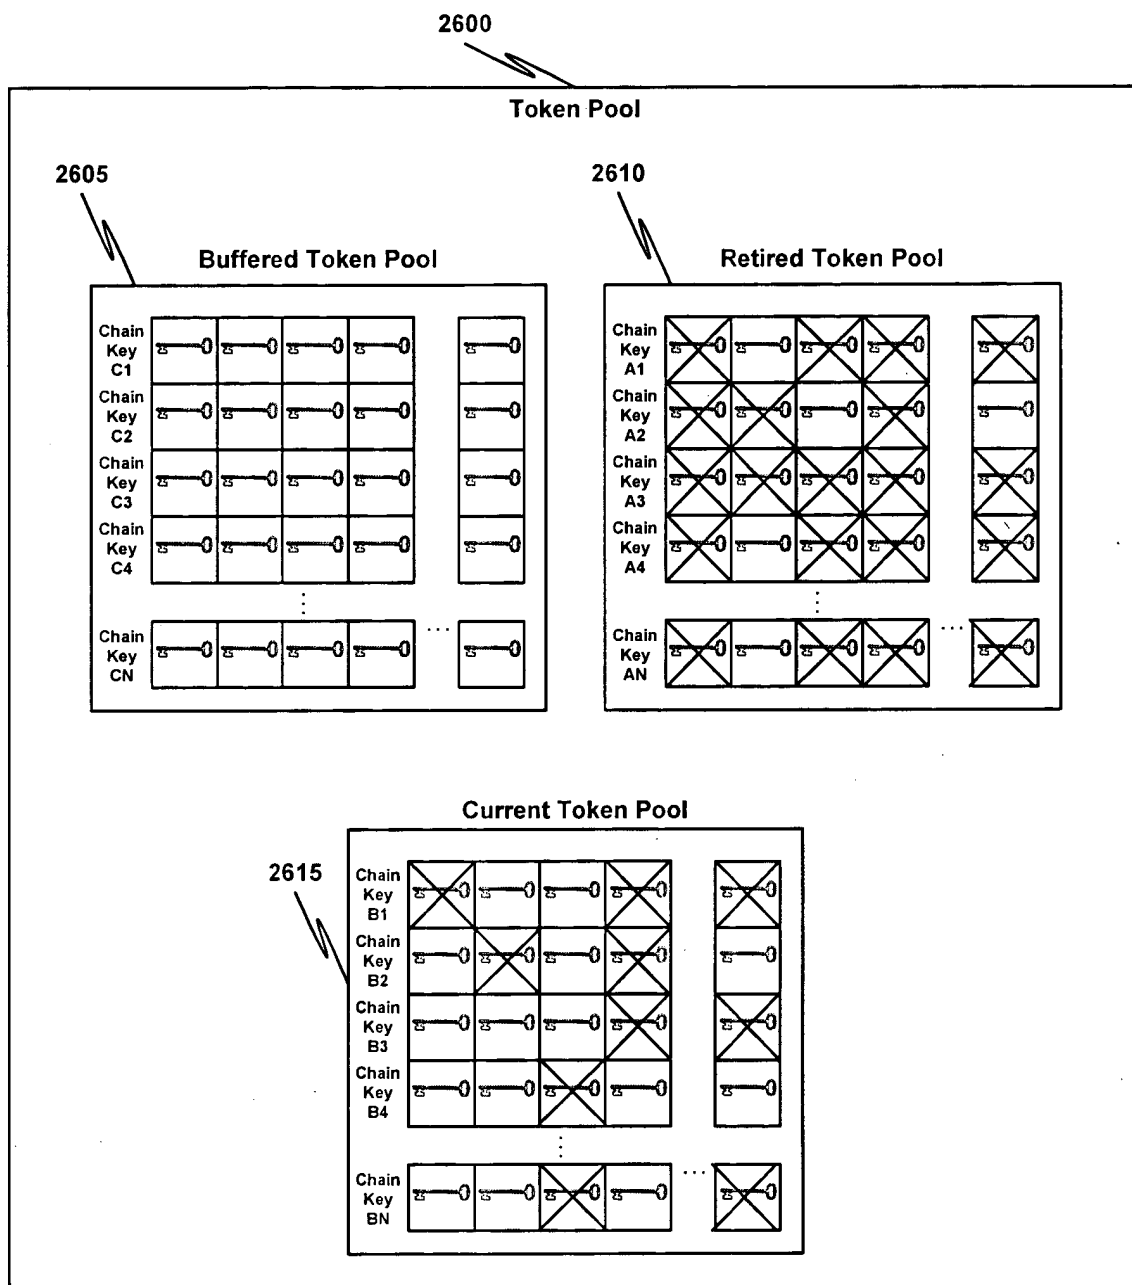 2600
Token Pool
2605
2610
Buffered Token Pool
Retired Token Pool
Chain
Key
C1
Chain
Key
C2
Chain
Key
C3
Chain
Key
C4
Chain
Key
CN
Chain
Key
A1
Chain
Key
A2
Chain
Key
A3
Chain
Key
A4
Chain
Key
AN
Current Token Pool
2615
Chain
Key
B1
Chain
Key
B2
Chain
Key
B3
Chain
Key
B4
Chain
Key
BN